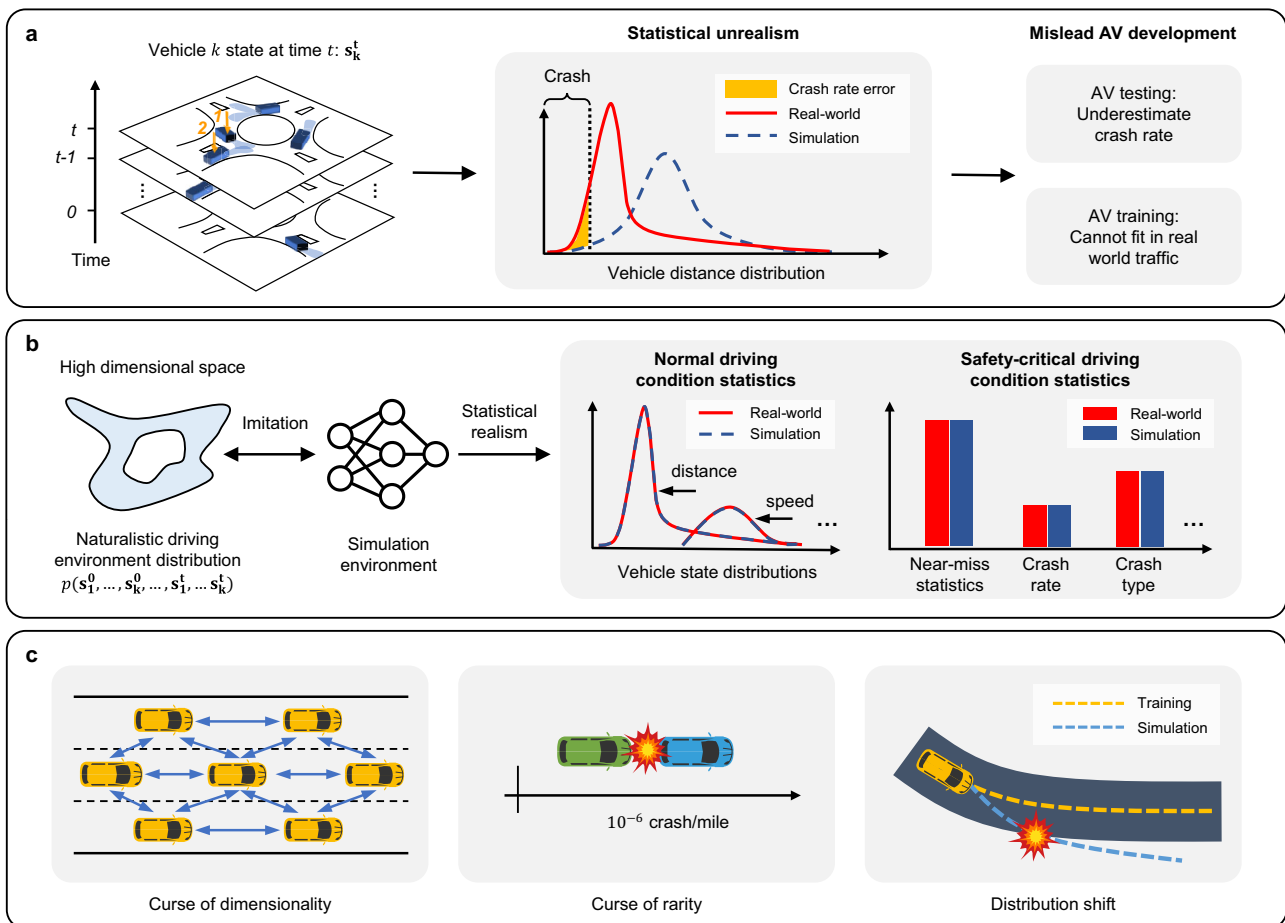 a
Vehicle k state at time t: s_k^t
t
t-1
⋮
0
Time
1
2
⋮
Statistical unrealism
Crash
Crash rate error
Real-world
Simulation
Vehicle distance distribution
Mislead AV development
AV testing:
Underestimate
crash rate
AV training:
Cannot fit in real
world traffic
b
High dimensional space
Naturalistic driving
environment distribution
p(s_1^0, … , s_k^0, … , s_1^t, … s_k^t)
Imitation
Simulation
environment
Statistical
realism
Normal driving
condition statistics
Real-world
Simulation
distance
speed
...
Vehicle state distributions
Safety-critical driving
condition statistics
Real-world
Simulation
...
Near-miss
statistics
Crash
rate
Crash
type
c
Curse of dimensionality
10^{-6} crash/mile
Curse of rarity
Training
Simulation
Distribution shift